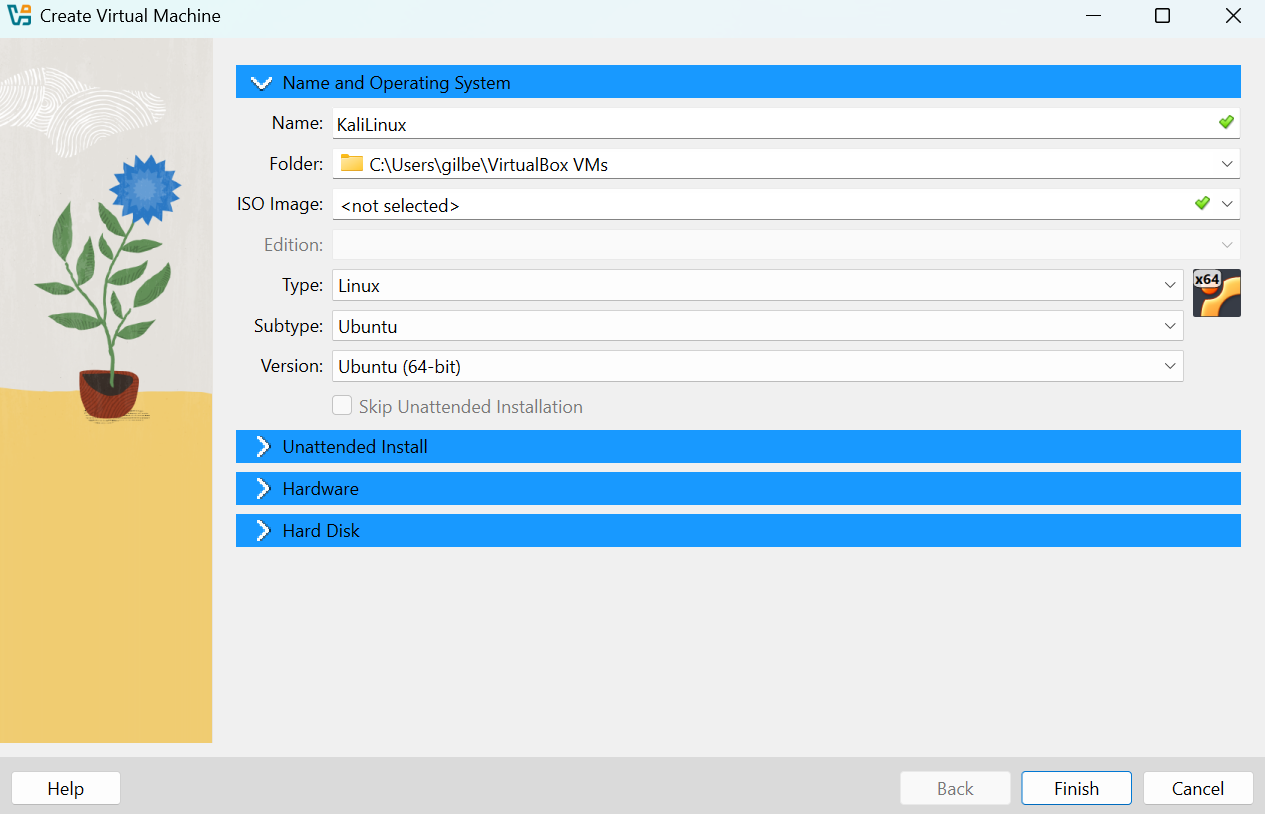 Create Virtual Machine
Name and Operating System
Name: KaliLinux
Folder: C:\Users\gilbe\VirtualBox VMs
ISO Image: <not selected>
Edition:
Type: Linux
x64
Subtype: Ubuntu
Version: Ubuntu (64-bit)
Skip Unattended Installation
Unattended Install
Hardware
Hard Disk
Help Back Finish Cancel